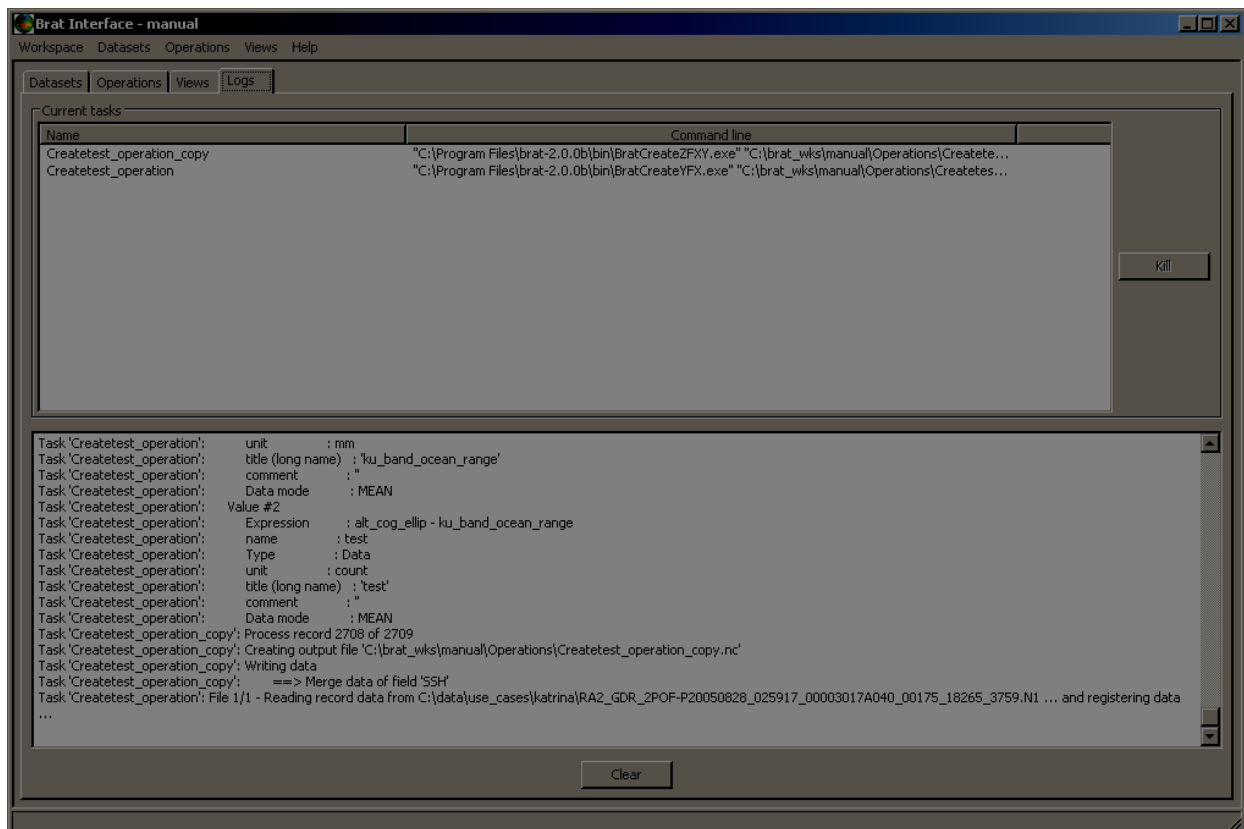 Brat Interface - manual
Workspace Datasets Operations Views Help
Datasets Operations Views Logs
Current tasks
Name Command line
Createtest_operation_copy "C:\Program Files\brat-2.0.0b\bin\BratCreateZFXY.exe" "C:\brat_wks\manual\Operations\Createte...
Createtest_operation "C:\Program Files\brat-2.0.0b\bin\BratCreateYFX.exe" "C:\brat_wks\manual\Operations\Createtes...
Kill
Task 'Createtest_operation': unit : mm
Task 'Createtest_operation': title (long name) : 'ku_band_ocean_range'
Task 'Createtest_operation': comment : ''
Task 'Createtest_operation': Data mode : MEAN
Task 'Createtest_operation': Value #2
Task 'Createtest_operation': Expression : alt_cog_ellip - ku_band_ocean_range
Task 'Createtest_operation': name : test
Task 'Createtest_operation': Type : Data
Task 'Createtest_operation': unit : count
Task 'Createtest_operation': title (long name) : 'test'
Task 'Createtest_operation': comment : ''
Task 'Createtest_operation': Data mode : MEAN
Task 'Createtest_operation_copy': Process record 2708 of 2709
Task 'Createtest_operation_copy': Creating output file 'C:\brat_wks\manual\Operations\Createtest_operation_copy.nc'
Task 'Createtest_operation_copy': Writing data
Task 'Createtest_operation_copy': ==> Merge data of field 'SSH'
Task 'Createtest_operation': File 1/1 - Reading record data from C:\data\use_cases\katrina\RA2_GDR_2POF-P20050828_025917_00003017A040_00175_18265_3759.N1 ... and registering data
...
Clear